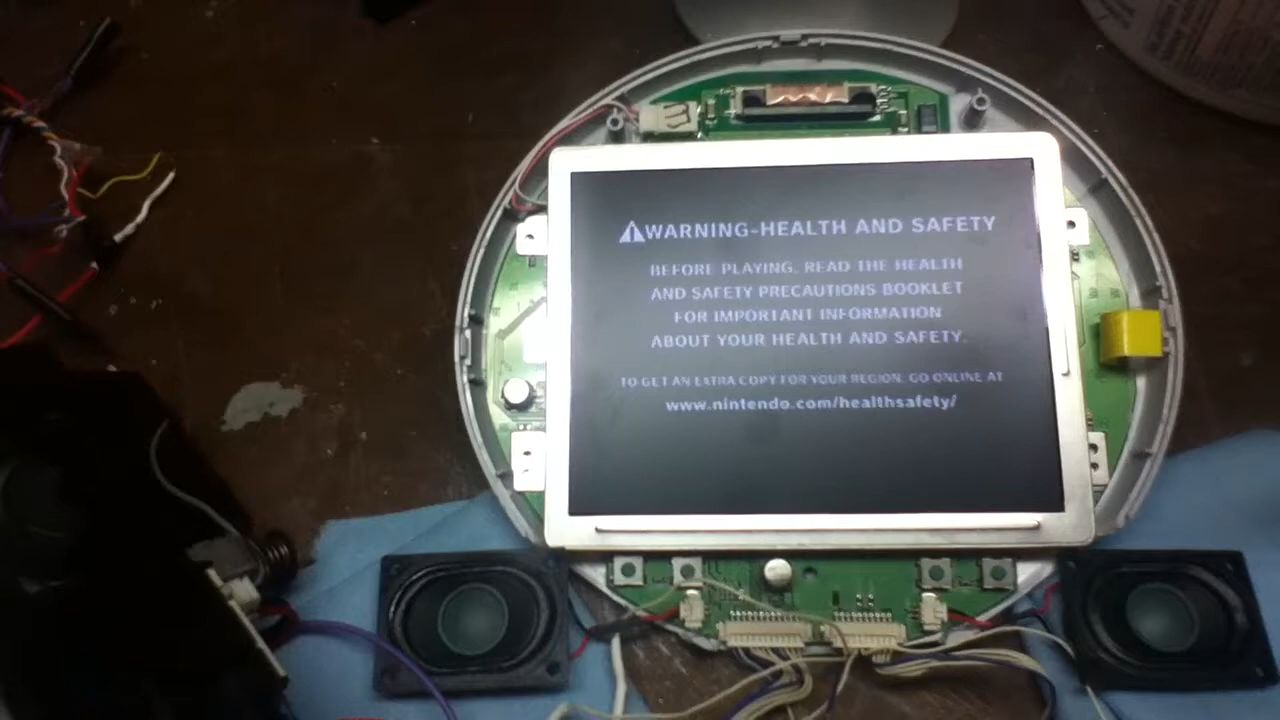 ⚠WARNING-HEALTH AND SAFETY
BEFORE PLAYING, READ THE HEALTH
AND SAFETY PRECAUTIONS BOOKLET
FOR IMPORTANT INFORMATION
ABOUT YOUR HEALTH AND SAFETY.
TO GET AN EXTRA COPY FOR YOUR REGION, GO ONLINE AT
www.nintendo.com/healthsafety/